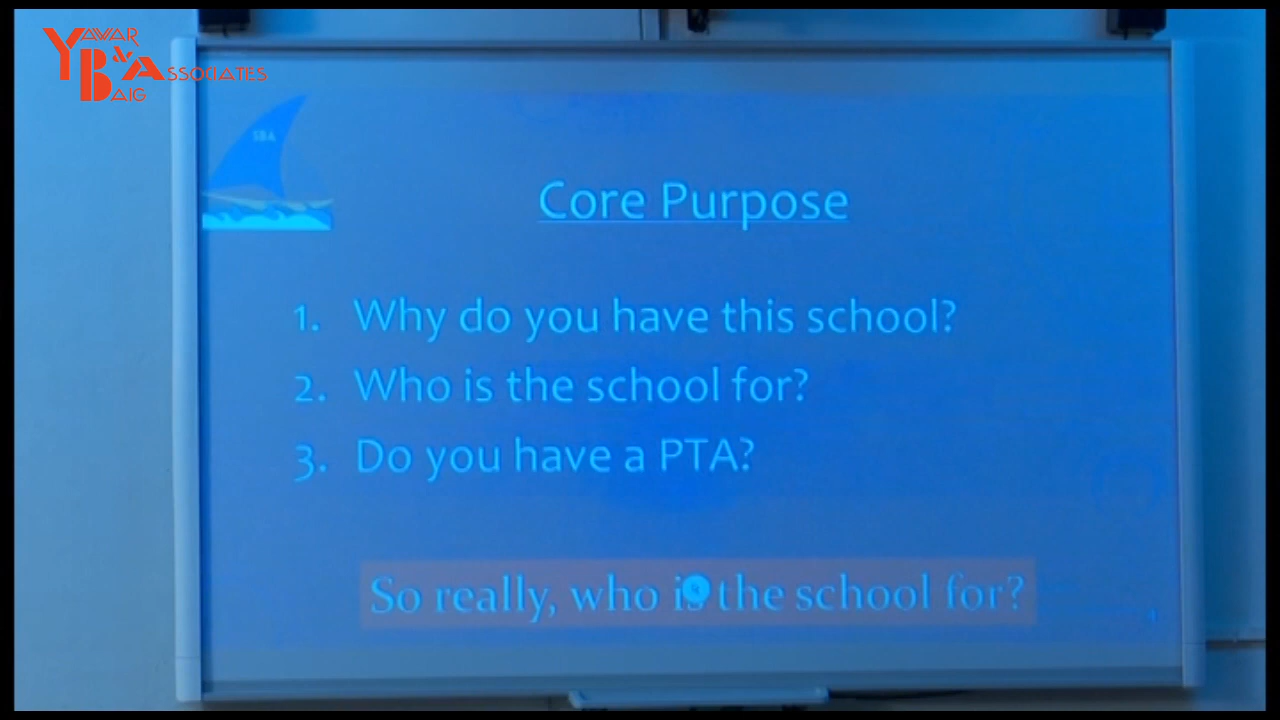 YAWAR
& ASSOCIATES
BAIG
SBA
Core Purpose
1. Why do you have this school?
2. Who is the school for?
3. Do you have a PTA?
So really, who is the school for?
4